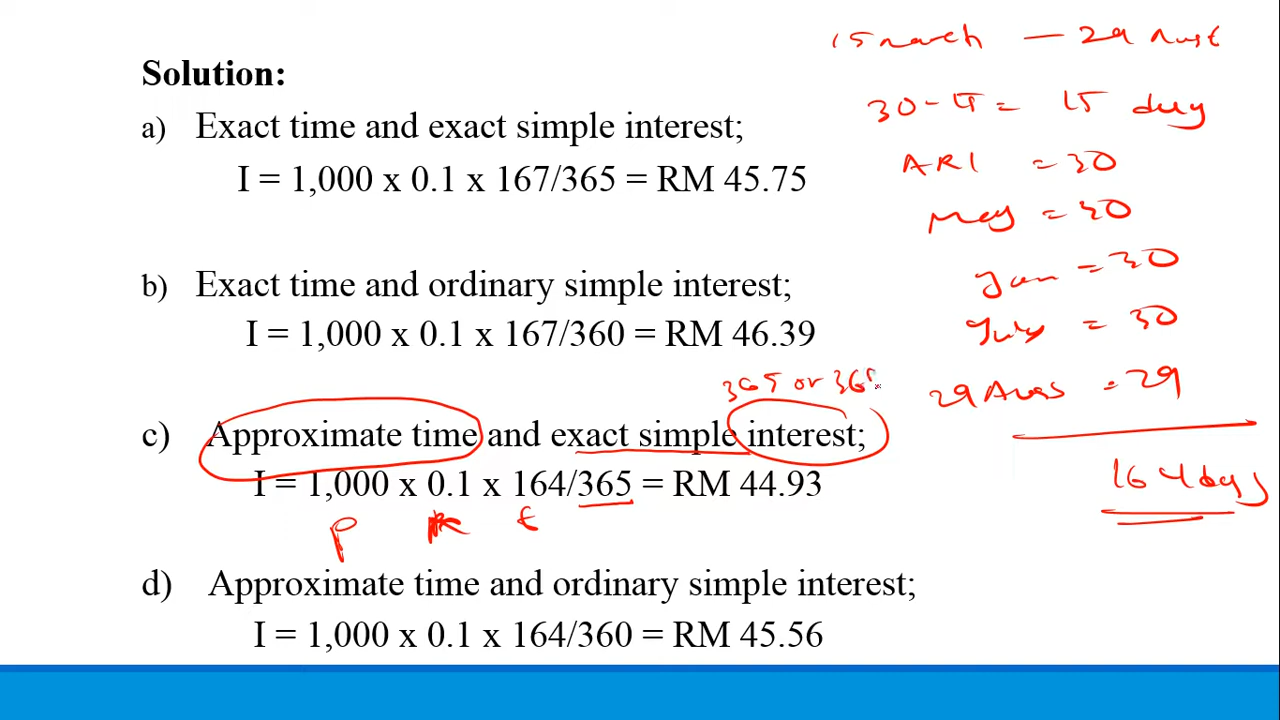 15 march — 29 Aust
Solution:
30 - 15 = 15 day
a) Exact time and exact simple interest;
ARI = 30
I = 1,000 x 0.1 x 167/365 = RM 45.75
May = 30
Jan = 30
b) Exact time and ordinary simple interest;
July = 30
I = 1,000 x 0.1 x 167/360 = RM 46.39
365 or 36
29 = 29
c) Approximate time and exact simple interest;
164 days
I = 1,000 x 0.1 x 164/365 = RM 44.93
P R t
d) Approximate time and ordinary simple interest;
I = 1,000 x 0.1 x 164/360 = RM 45.56